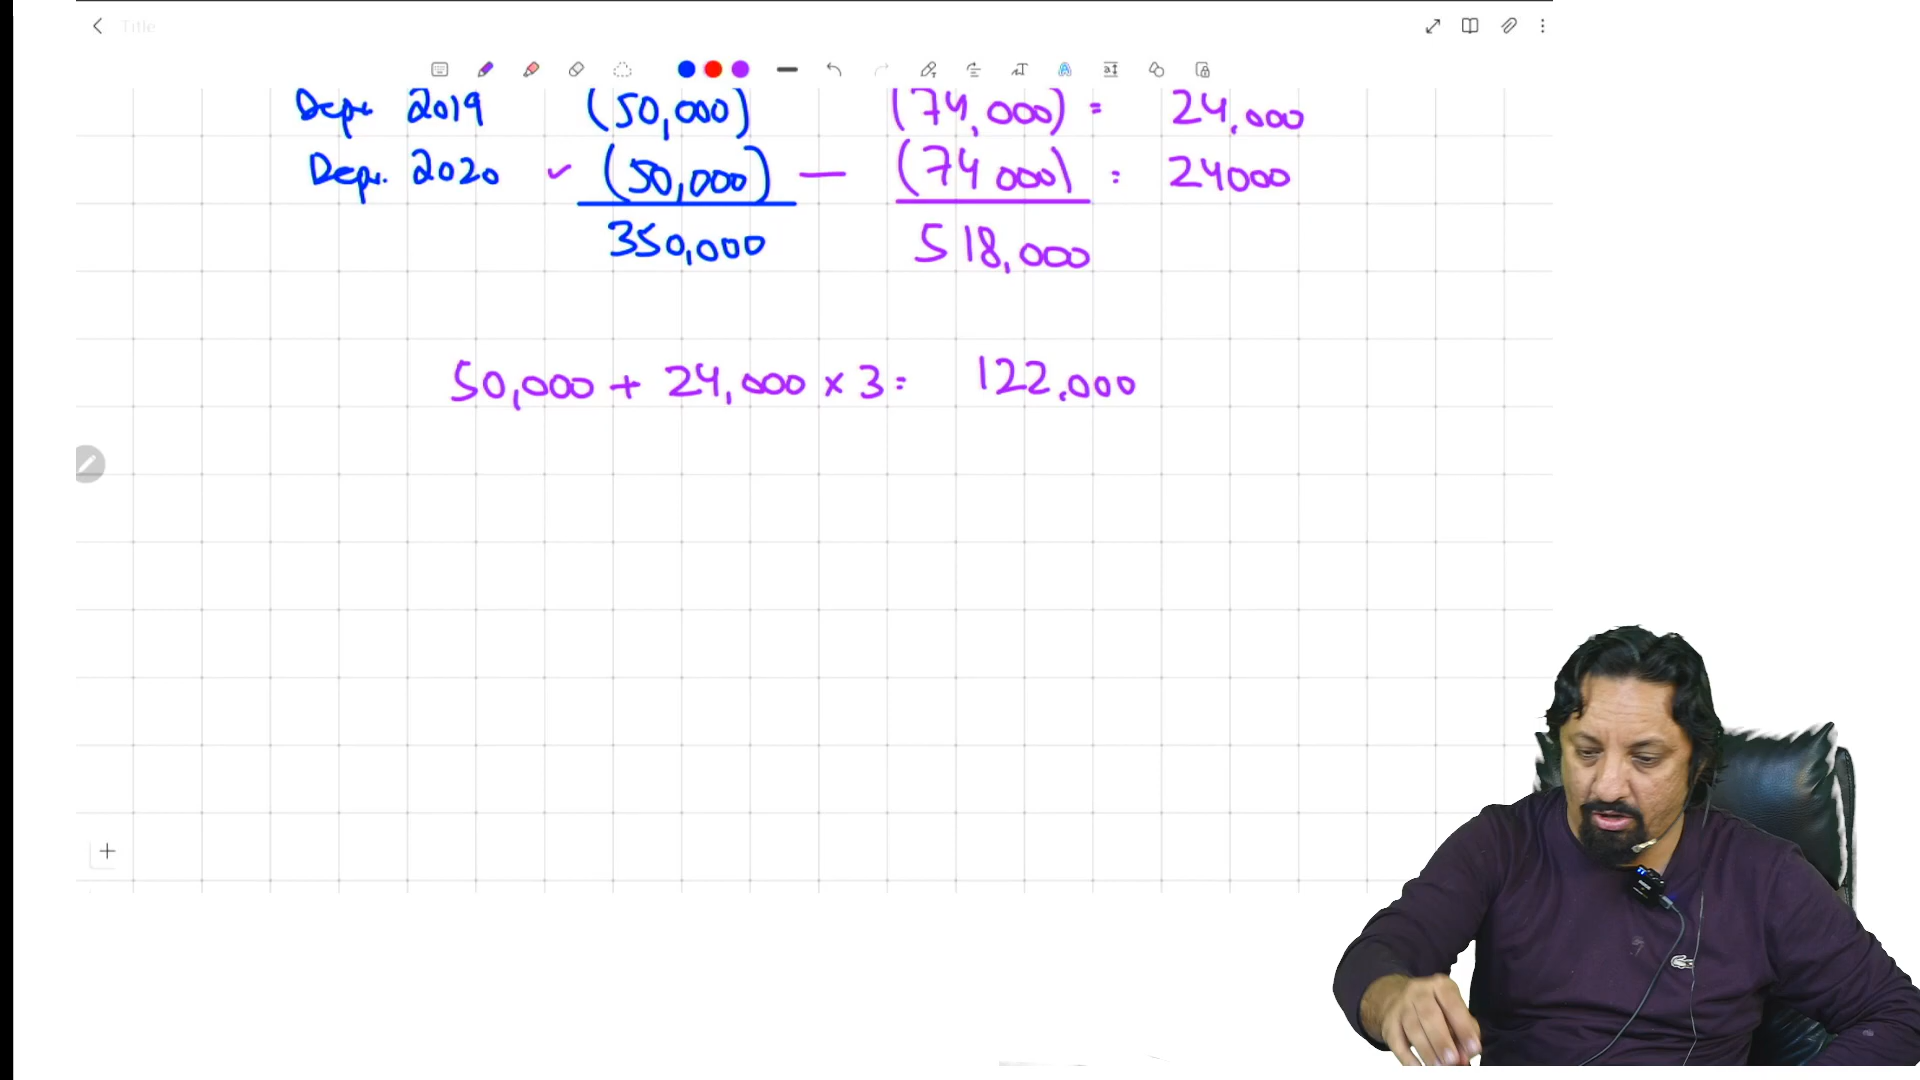 Title
Depr. 2019 (50,000) (74,000) = 24,000
Depr. 2020 ✓ (50,000) — (74 000) = 24000
350,000 518,000
50,000 + 24,000 × 3 = 122,000